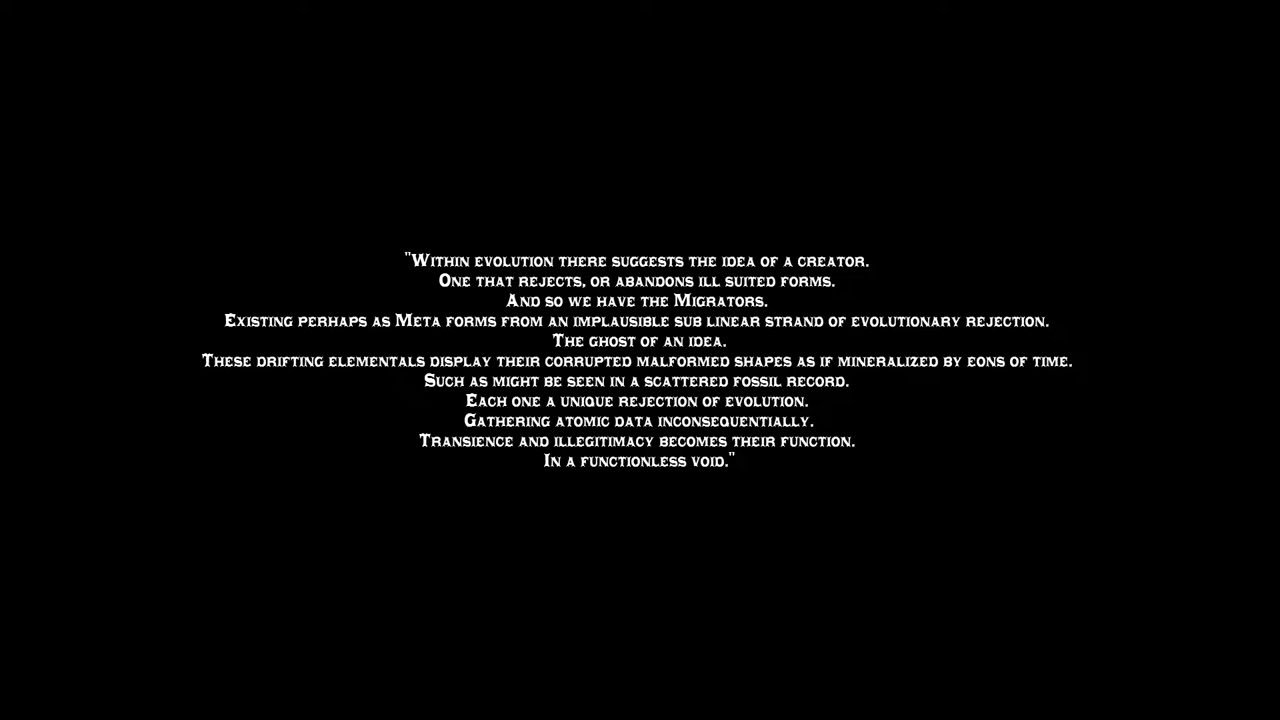 "Within evolution there suggests the idea of a creator.
One that rejects, or abandons ill suited forms.
And so we have the Migrators.
Existing perhaps as Meta forms from an implausible sub linear strand of evolutionary rejection.
The ghost of an idea.
These drifting elementals display their corrupted malformed shapes as if mineralized by eons of time.
Such as might be seen in a scattered fossil record.
Each one a unique rejection of evolution.
Gathering atomic data inconsequentially.
Transience and illegitimacy becomes their function.
In a functionless void."